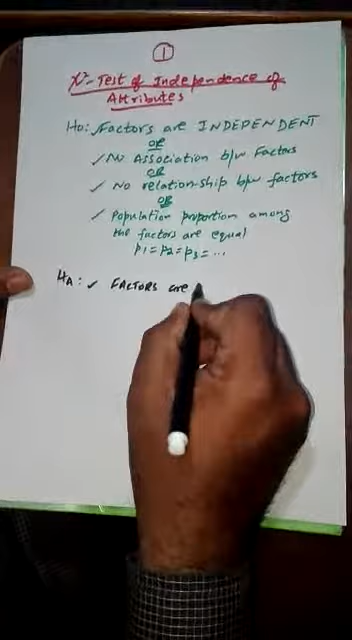 1
χ²-Test of Independence of
Attributes
Ho: ✓Factors are INDEPENDENT
OR
✓ No Association b/w Factors
OR
✓ No relation-ship b/w factors
OR
✓ Population proportion among
the factors are equal
p1 = p2 = p3 = ...
HA: ✓ FACTORS are